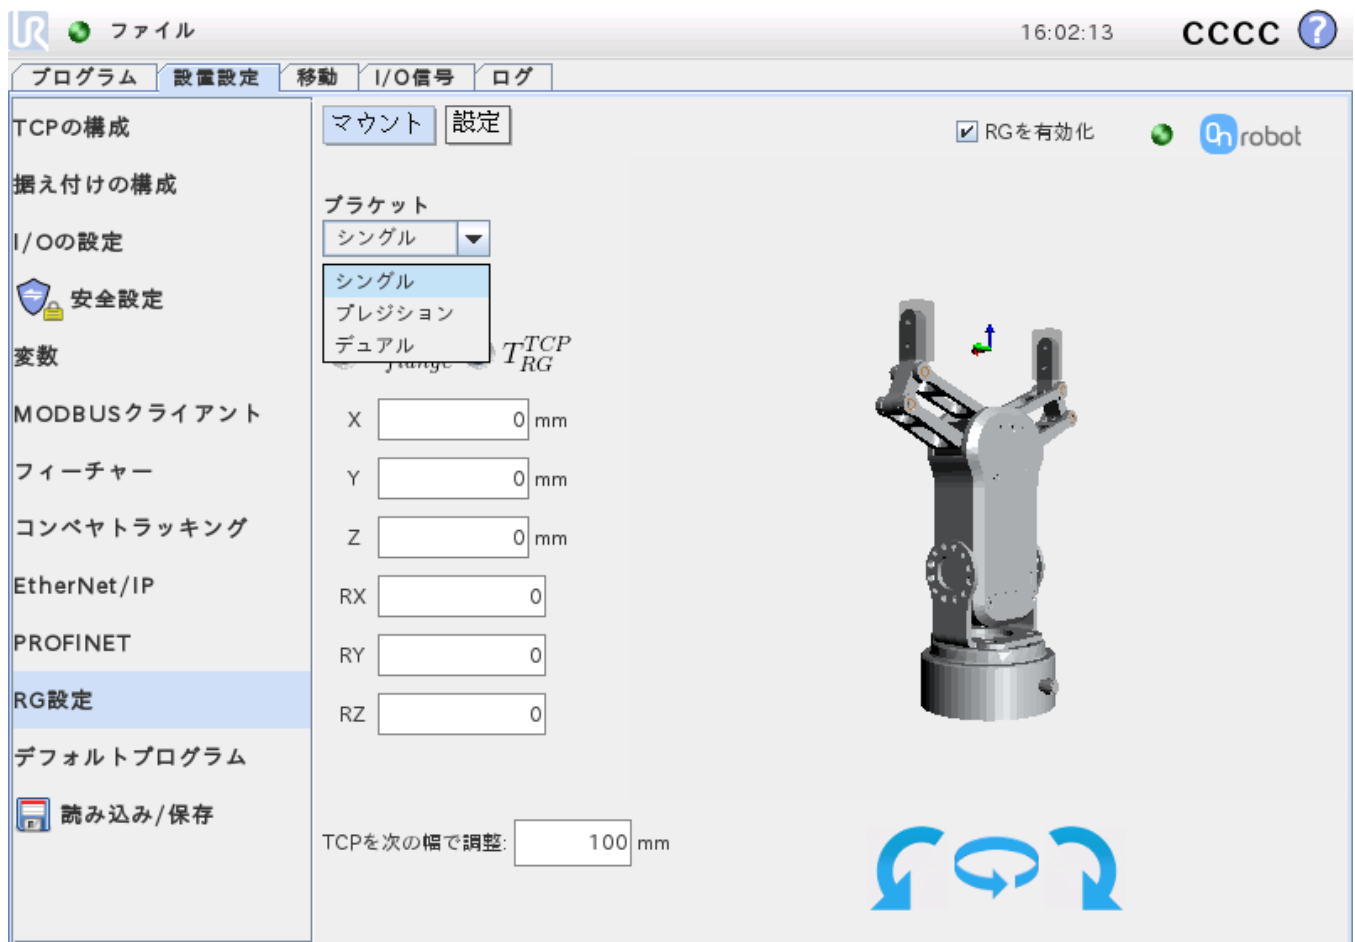 UR ファイル 16:02:13 CCCC ?
プログラム 設置設定 移動 I/O信号 ログ
TCPの構成
据え付けの構成
I/Oの設定
安全設定
変数
MODBUSクライアント
フィーチャー
コンベヤトラッキング
EtherNet/IP
PROFINET
RG設定
デフォルトプログラム
読み込み/保存
マウント 設定 RGを有効化 On robot
ブラケット
シングル
シングル
プレジション
デュアル
flange T_RG^TCP
X 0 mm
Y 0 mm
Z 0 mm
RX 0
RY 0
RZ 0
TCPを次の幅で調整: 100 mm